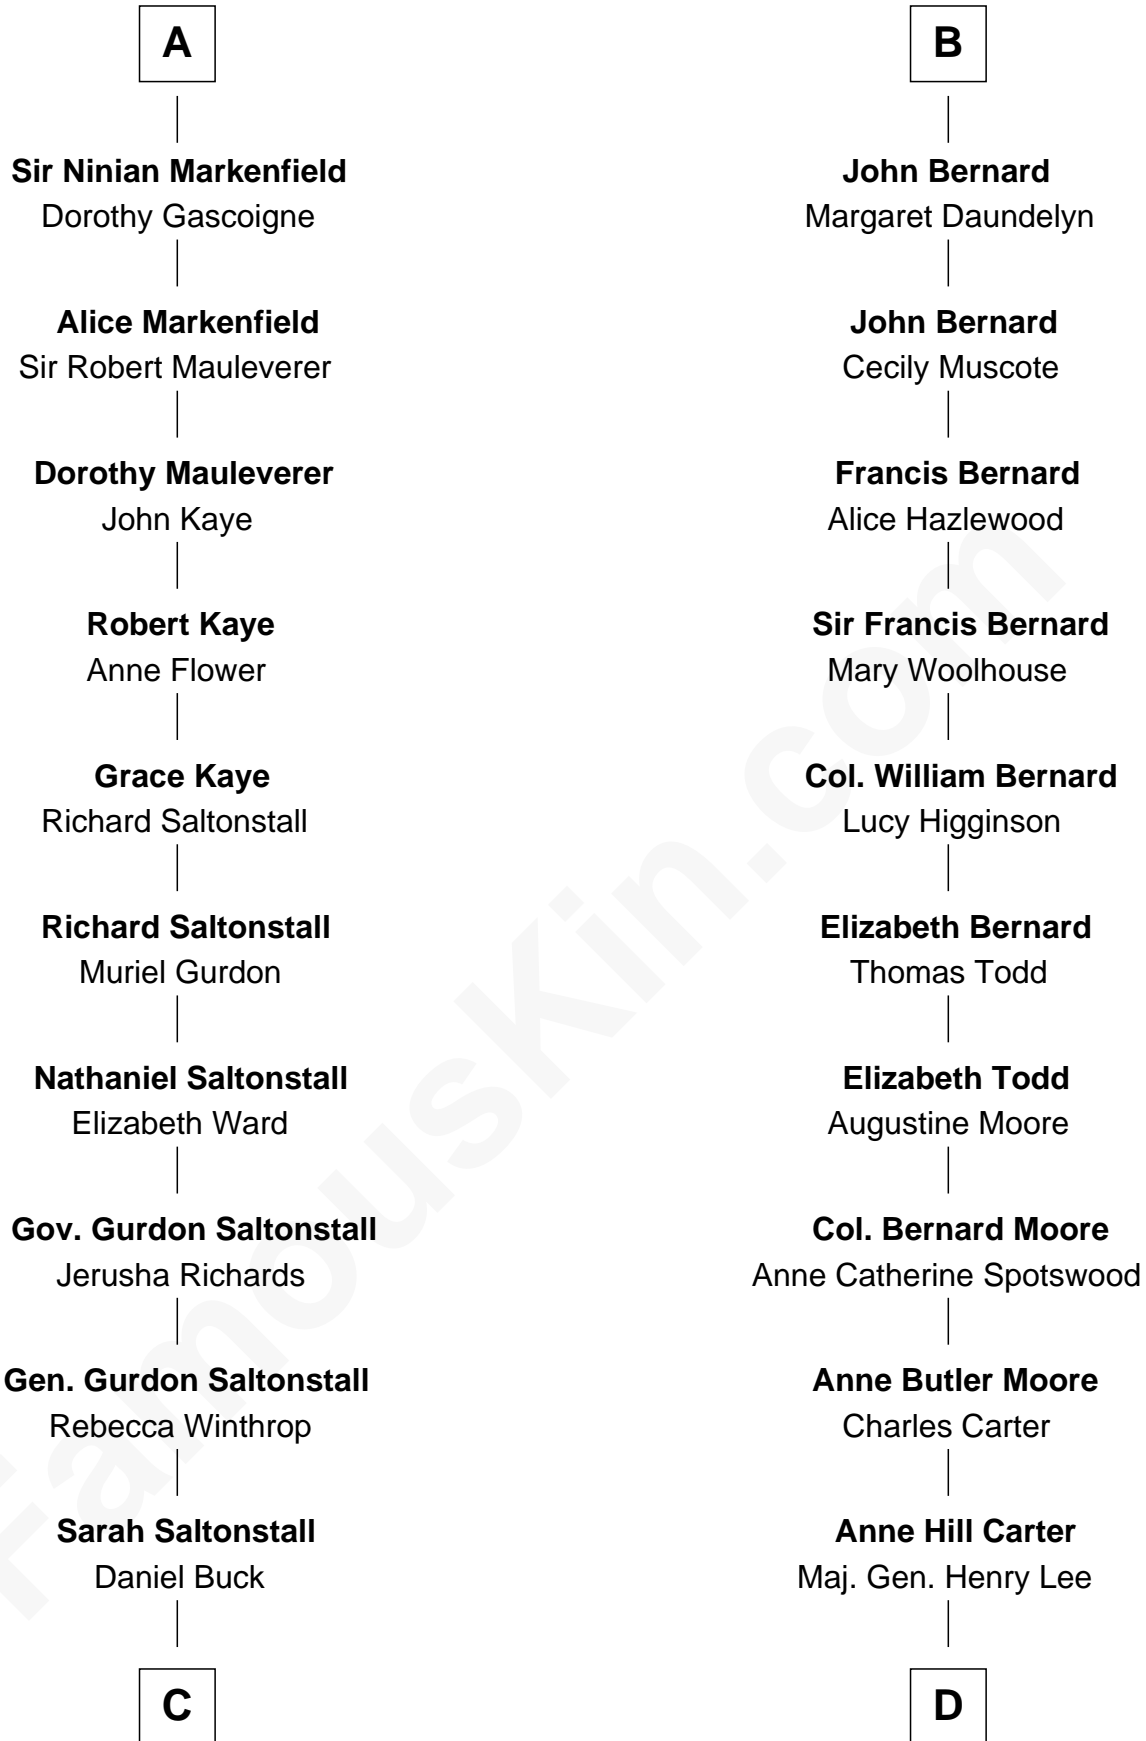 A
Sir Ninian Markenfield
Dorothy Gascoigne
Alice Markenfield
Sir Robert Mauleverer
Dorothy Mauleverer
John Kaye
Robert Kaye
Anne Flower
Grace Kaye
Richard Saltonstall
Richard Saltonstall
Muriel Gurdon
Nathaniel Saltonstall
Elizabeth Ward
Gov. Gurdon Saltonstall
Jerusha Richards
Gen. Gurdon Saltonstall
Rebecca Winthrop
Sarah Saltonstall
Daniel Buck
C
B
John Bernard
Margaret Daundelyn
John Bernard
Cecily Muscote
Francis Bernard
Alice Hazlewood
Sir Francis Bernard
Mary Woolhouse
Col. William Bernard
Lucy Higginson
Elizabeth Bernard
Thomas Todd
Elizabeth Todd
Augustine Moore
Col. Bernard Moore
Anne Catherine Spotswood
Anne Butler Moore
Charles Carter
Anne Hill Carter
Maj. Gen. Henry Lee
D
FamousKin.com